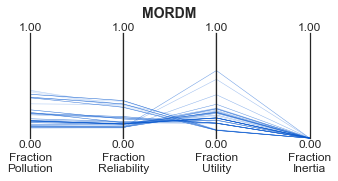 MORDM
1.00 1.00 1.00 1.00
0.00 0.00 0.00 0.00
Fraction Fraction Fraction Fraction
Pollution Reliability Utility Inertia